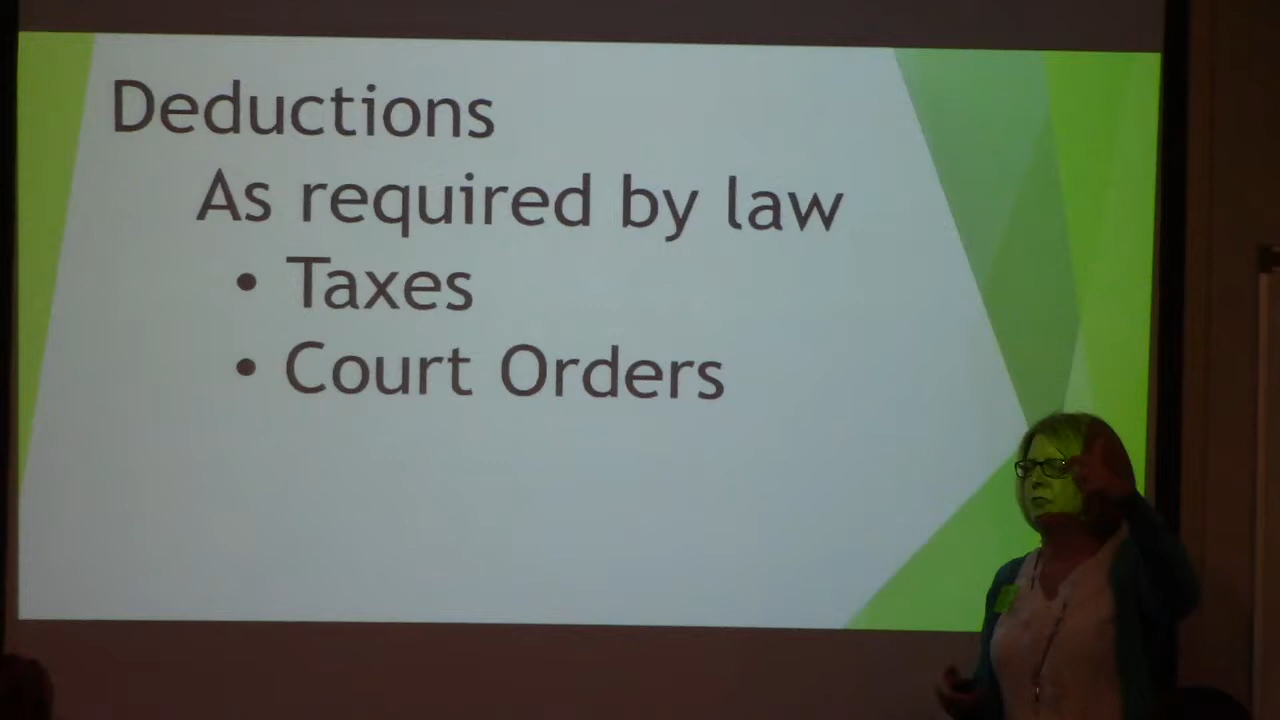 Deductions
As required by law
• Taxes
• Court Orders